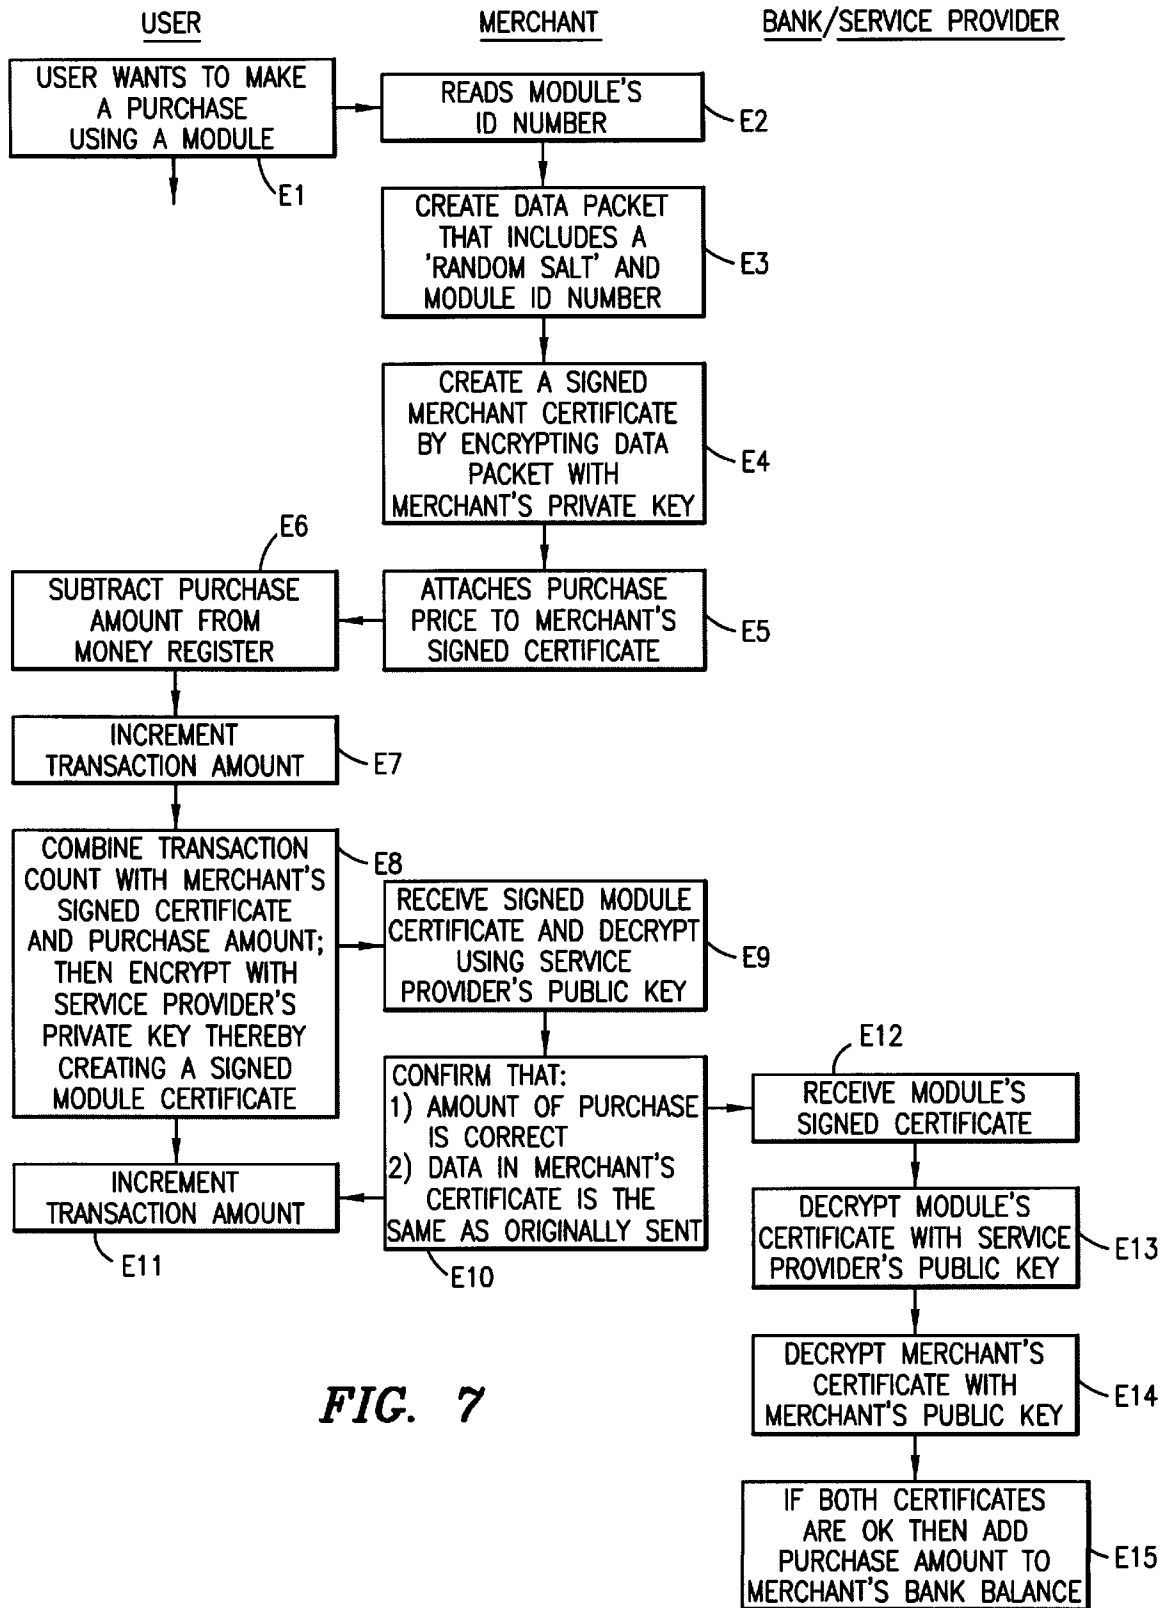 USER
MERCHANT
BANK/SERVICE PROVIDER
USER WANTS TO MAKE
A PURCHASE
USING A MODULE
E1
READS MODULE'S
ID NUMBER
E2
CREATE DATA PACKET
THAT INCLUDES A
'RANDOM SALT' AND
MODULE ID NUMBER
E3
CREATE A SIGNED
MERCHANT CERTIFICATE
BY ENCRYPTING DATA
PACKET WITH
MERCHANT'S PRIVATE KEY
E4
ATTACHES PURCHASE
PRICE TO MERCHANT'S
SIGNED CERTIFICATE
E5
E6
SUBTRACT PURCHASE
AMOUNT FROM
MONEY REGISTER
INCREMENT
TRANSACTION AMOUNT
E7
COMBINE TRANSACTION
COUNT WITH MERCHANT'S
SIGNED CERTIFICATE
AND PURCHASE AMOUNT;
THEN ENCRYPT WITH
SERVICE PROVIDER'S
PRIVATE KEY THEREBY
CREATING A SIGNED
MODULE CERTIFICATE
E8
RECEIVE SIGNED MODULE
CERTIFICATE AND DECRYPT
USING SERVICE
PROVIDER'S PUBLIC KEY
E9
CONFIRM THAT:
1) AMOUNT OF PURCHASE
IS CORRECT
2) DATA IN MERCHANT'S
CERTIFICATE IS THE
SAME AS ORIGINALLY SENT
E10
INCREMENT
TRANSACTION AMOUNT
E11
E12
RECEIVE MODULE'S
SIGNED CERTIFICATE
DECRYPT MODULE'S
CERTIFICATE WITH SERVICE
PROVIDER'S PUBLIC KEY
E13
DECRYPT MERCHANT'S
CERTIFICATE WITH
MERCHANT'S PUBLIC KEY
E14
IF BOTH CERTIFICATES
ARE OK THEN ADD
PURCHASE AMOUNT TO
MERCHANT'S BANK BALANCE
E15
FIG. 7